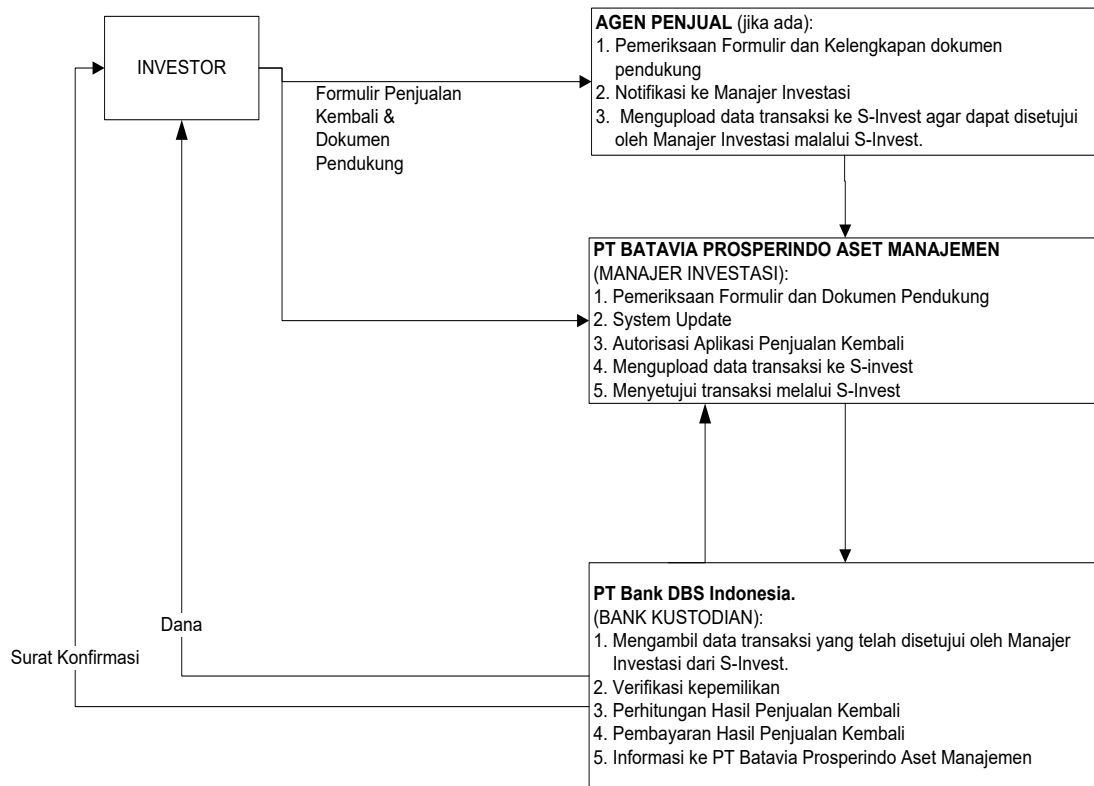 INVESTOR
Formulir Penjualan
Kembali &
Dokumen
Pendukung
AGEN PENJUAL (jika ada):
1. Pemeriksaan Formulir dan Kelengkapan dokumen
pendukung
2. Notifikasi ke Manajer Investasi
3. Mengupload data transaksi ke S-Invest agar dapat disetujui
oleh Manajer Investasi malalui S-Invest.
PT BATAVIA PROSPERINDO ASET MANAJEMEN
(MANAJER INVESTASI):
1. Pemeriksaan Formulir dan Dokumen Pendukung
2. System Update
3. Autorisasi Aplikasi Penjualan Kembali
4. Mengupload data transaksi ke S-invest
5. Menyetujui transaksi melalui S-Invest
Dana
Surat Konfirmasi
PT Bank DBS Indonesia.
(BANK KUSTODIAN):
1. Mengambil data transaksi yang telah disetujui oleh Manajer
Investasi dari S-Invest.
2. Verifikasi kepemilikan
3. Perhitungan Hasil Penjualan Kembali
4. Pembayaran Hasil Penjualan Kembali
5. Informasi ke PT Batavia Prosperindo Aset Manajemen